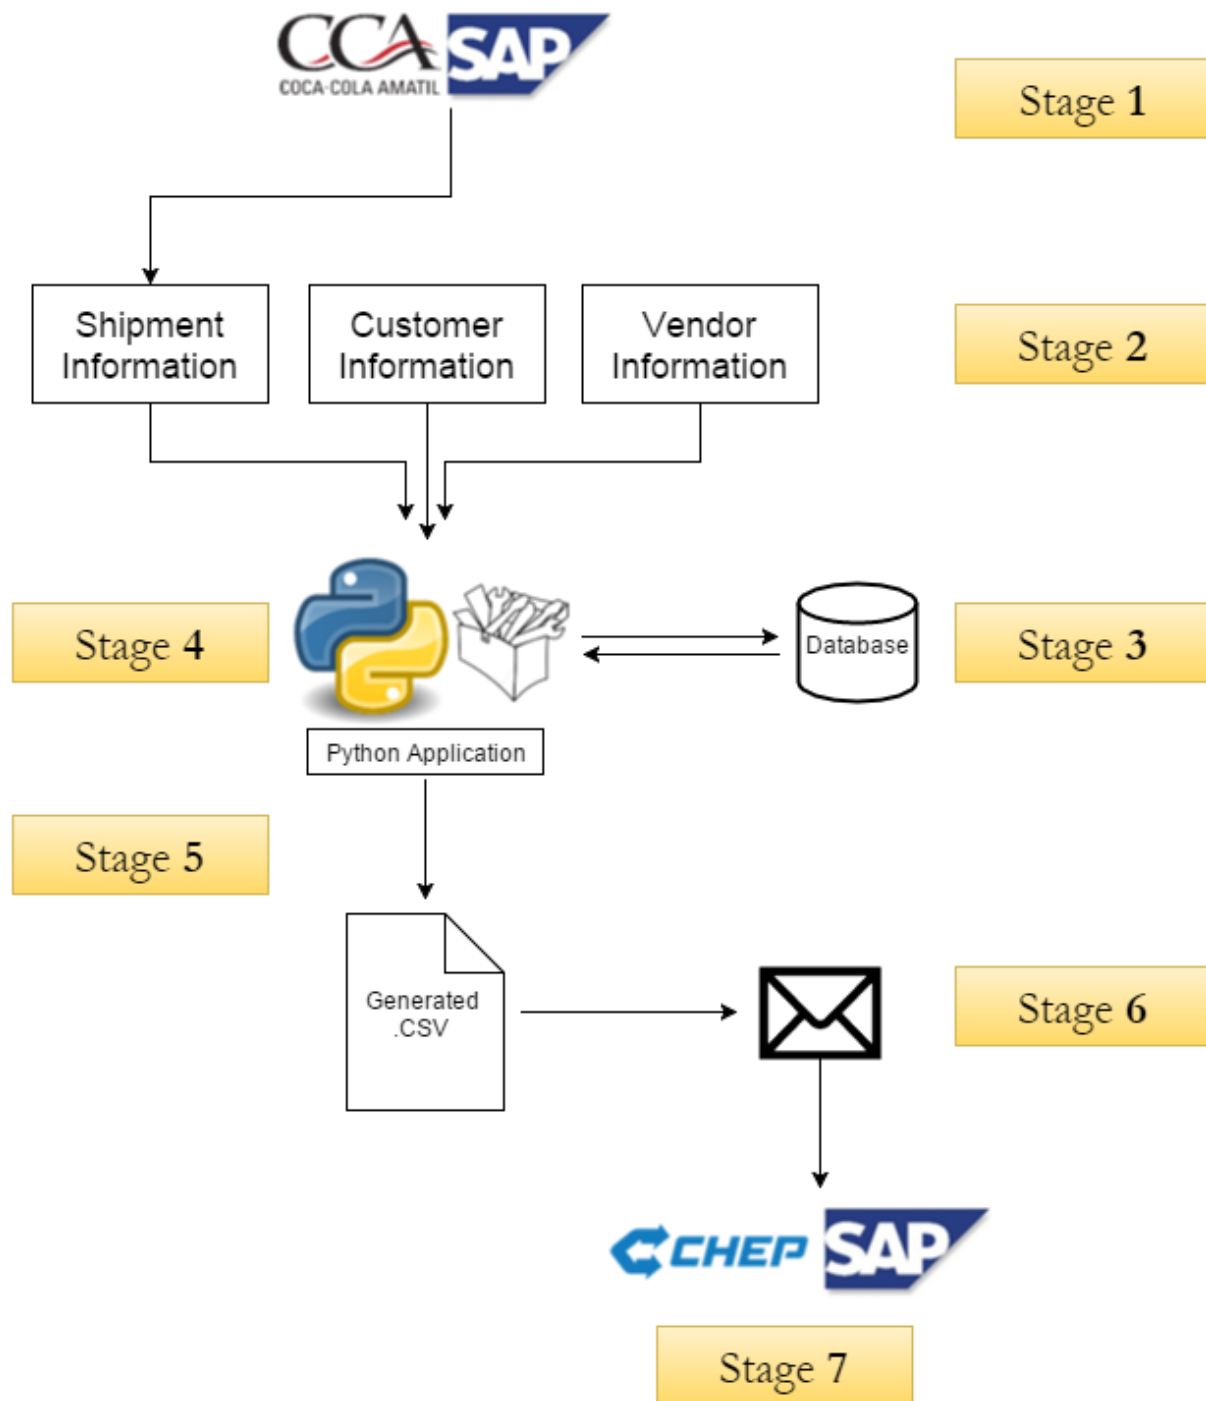 CCA SAP
COCA-COLA AMATIL
Stage 1
Shipment
Information
Customer
Information
Vendor
Information
Stage 2
Stage 4
Database
Stage 3
Python Application
Stage 5
Generated
.CSV
Stage 6
CHEP SAP
Stage 7